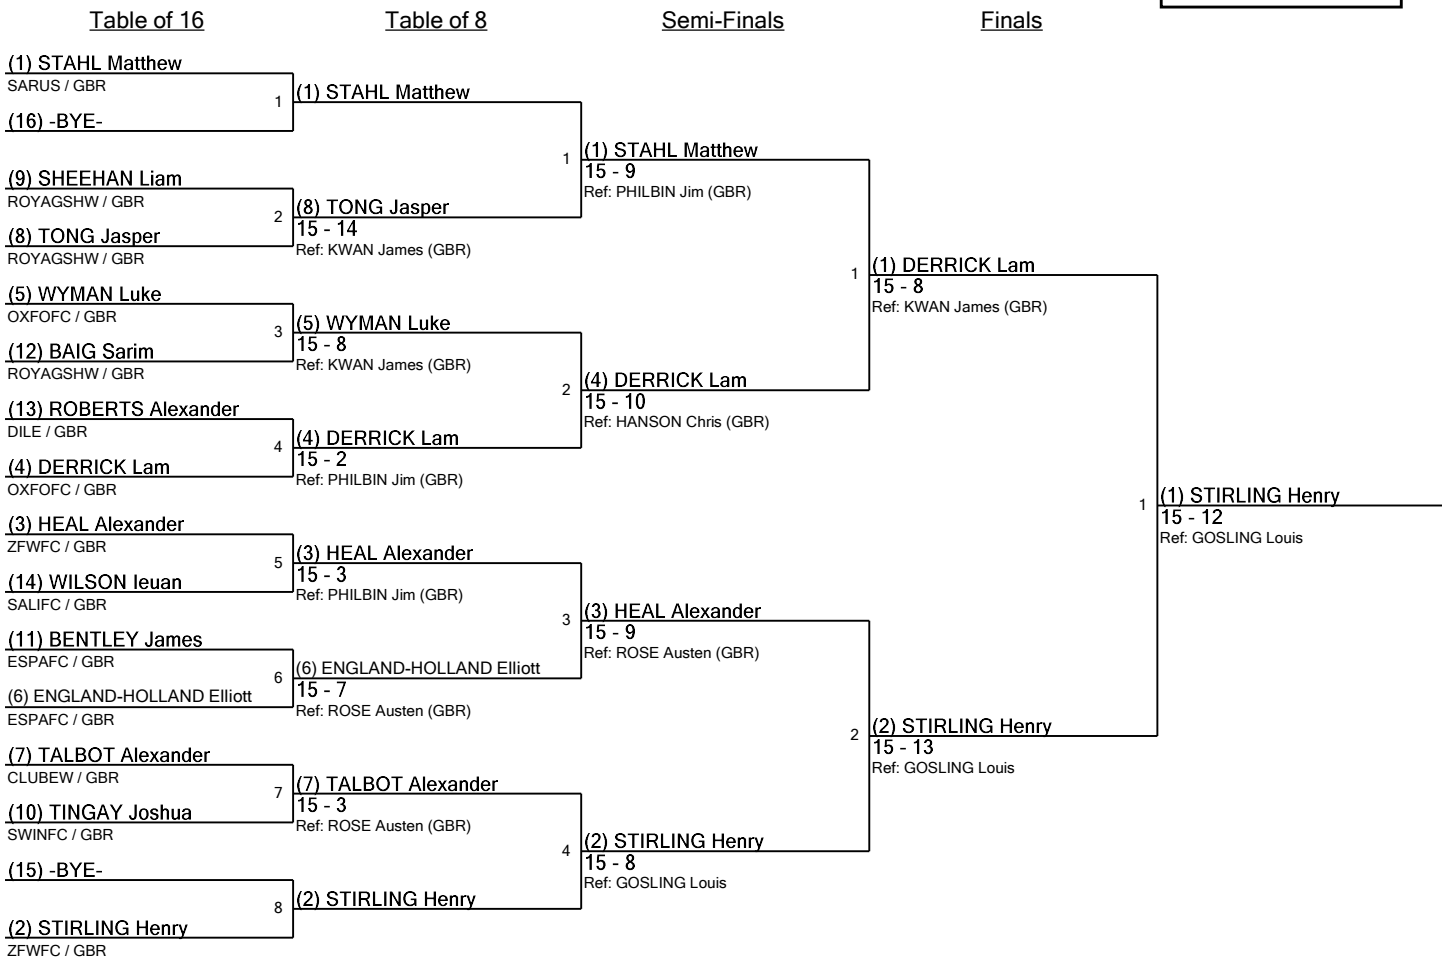 Table of 16
Table of 8
Semi-Finals
Finals
(1) STAHL Matthew
SARUS / GBR
(16) -BYE-
(9) SHEEHAN Liam
ROYAGSHW / GBR
(8) TONG Jasper
ROYAGSHW / GBR
(5) WYMAN Luke
OXFOFC / GBR
(12) BAIG Sarim
ROYAGSHW / GBR
(13) ROBERTS Alexander
DILE / GBR
(4) DERRICK Lam
OXFOFC / GBR
(3) HEAL Alexander
ZFWFC / GBR
(14) WILSON Ieuan
SALIFC / GBR
(11) BENTLEY James
ESPAFC / GBR
(6) ENGLAND-HOLLAND Elliott
ESPAFC / GBR
(7) TALBOT Alexander
CLUBEW / GBR
(10) TINGAY Joshua
SWINFC / GBR
(15) -BYE-
(2) STIRLING Henry
ZFWFC / GBR
1
(1) STAHL Matthew
2
(8) TONG Jasper
15 - 14
Ref: KWAN James (GBR)
3
(5) WYMAN Luke
15 - 8
Ref: KWAN James (GBR)
4
(4) DERRICK Lam
15 - 2
Ref: PHILBIN Jim (GBR)
5
(3) HEAL Alexander
15 - 3
Ref: PHILBIN Jim (GBR)
6
(6) ENGLAND-HOLLAND Elliott
15 - 7
Ref: ROSE Austen (GBR)
7
(7) TALBOT Alexander
15 - 3
Ref: ROSE Austen (GBR)
8
(2) STIRLING Henry
1
(1) STAHL Matthew
15 - 9
Ref: PHILBIN Jim (GBR)
2
(4) DERRICK Lam
15 - 10
Ref: HANSON Chris (GBR)
3
(3) HEAL Alexander
15 - 9
Ref: ROSE Austen (GBR)
4
(2) STIRLING Henry
15 - 8
Ref: GOSLING Louis
1
(1) DERRICK Lam
15 - 8
Ref: KWAN James (GBR)
2
(2) STIRLING Henry
15 - 13
Ref: GOSLING Louis
1
(1) STIRLING Henry
15 - 12
Ref: GOSLING Louis